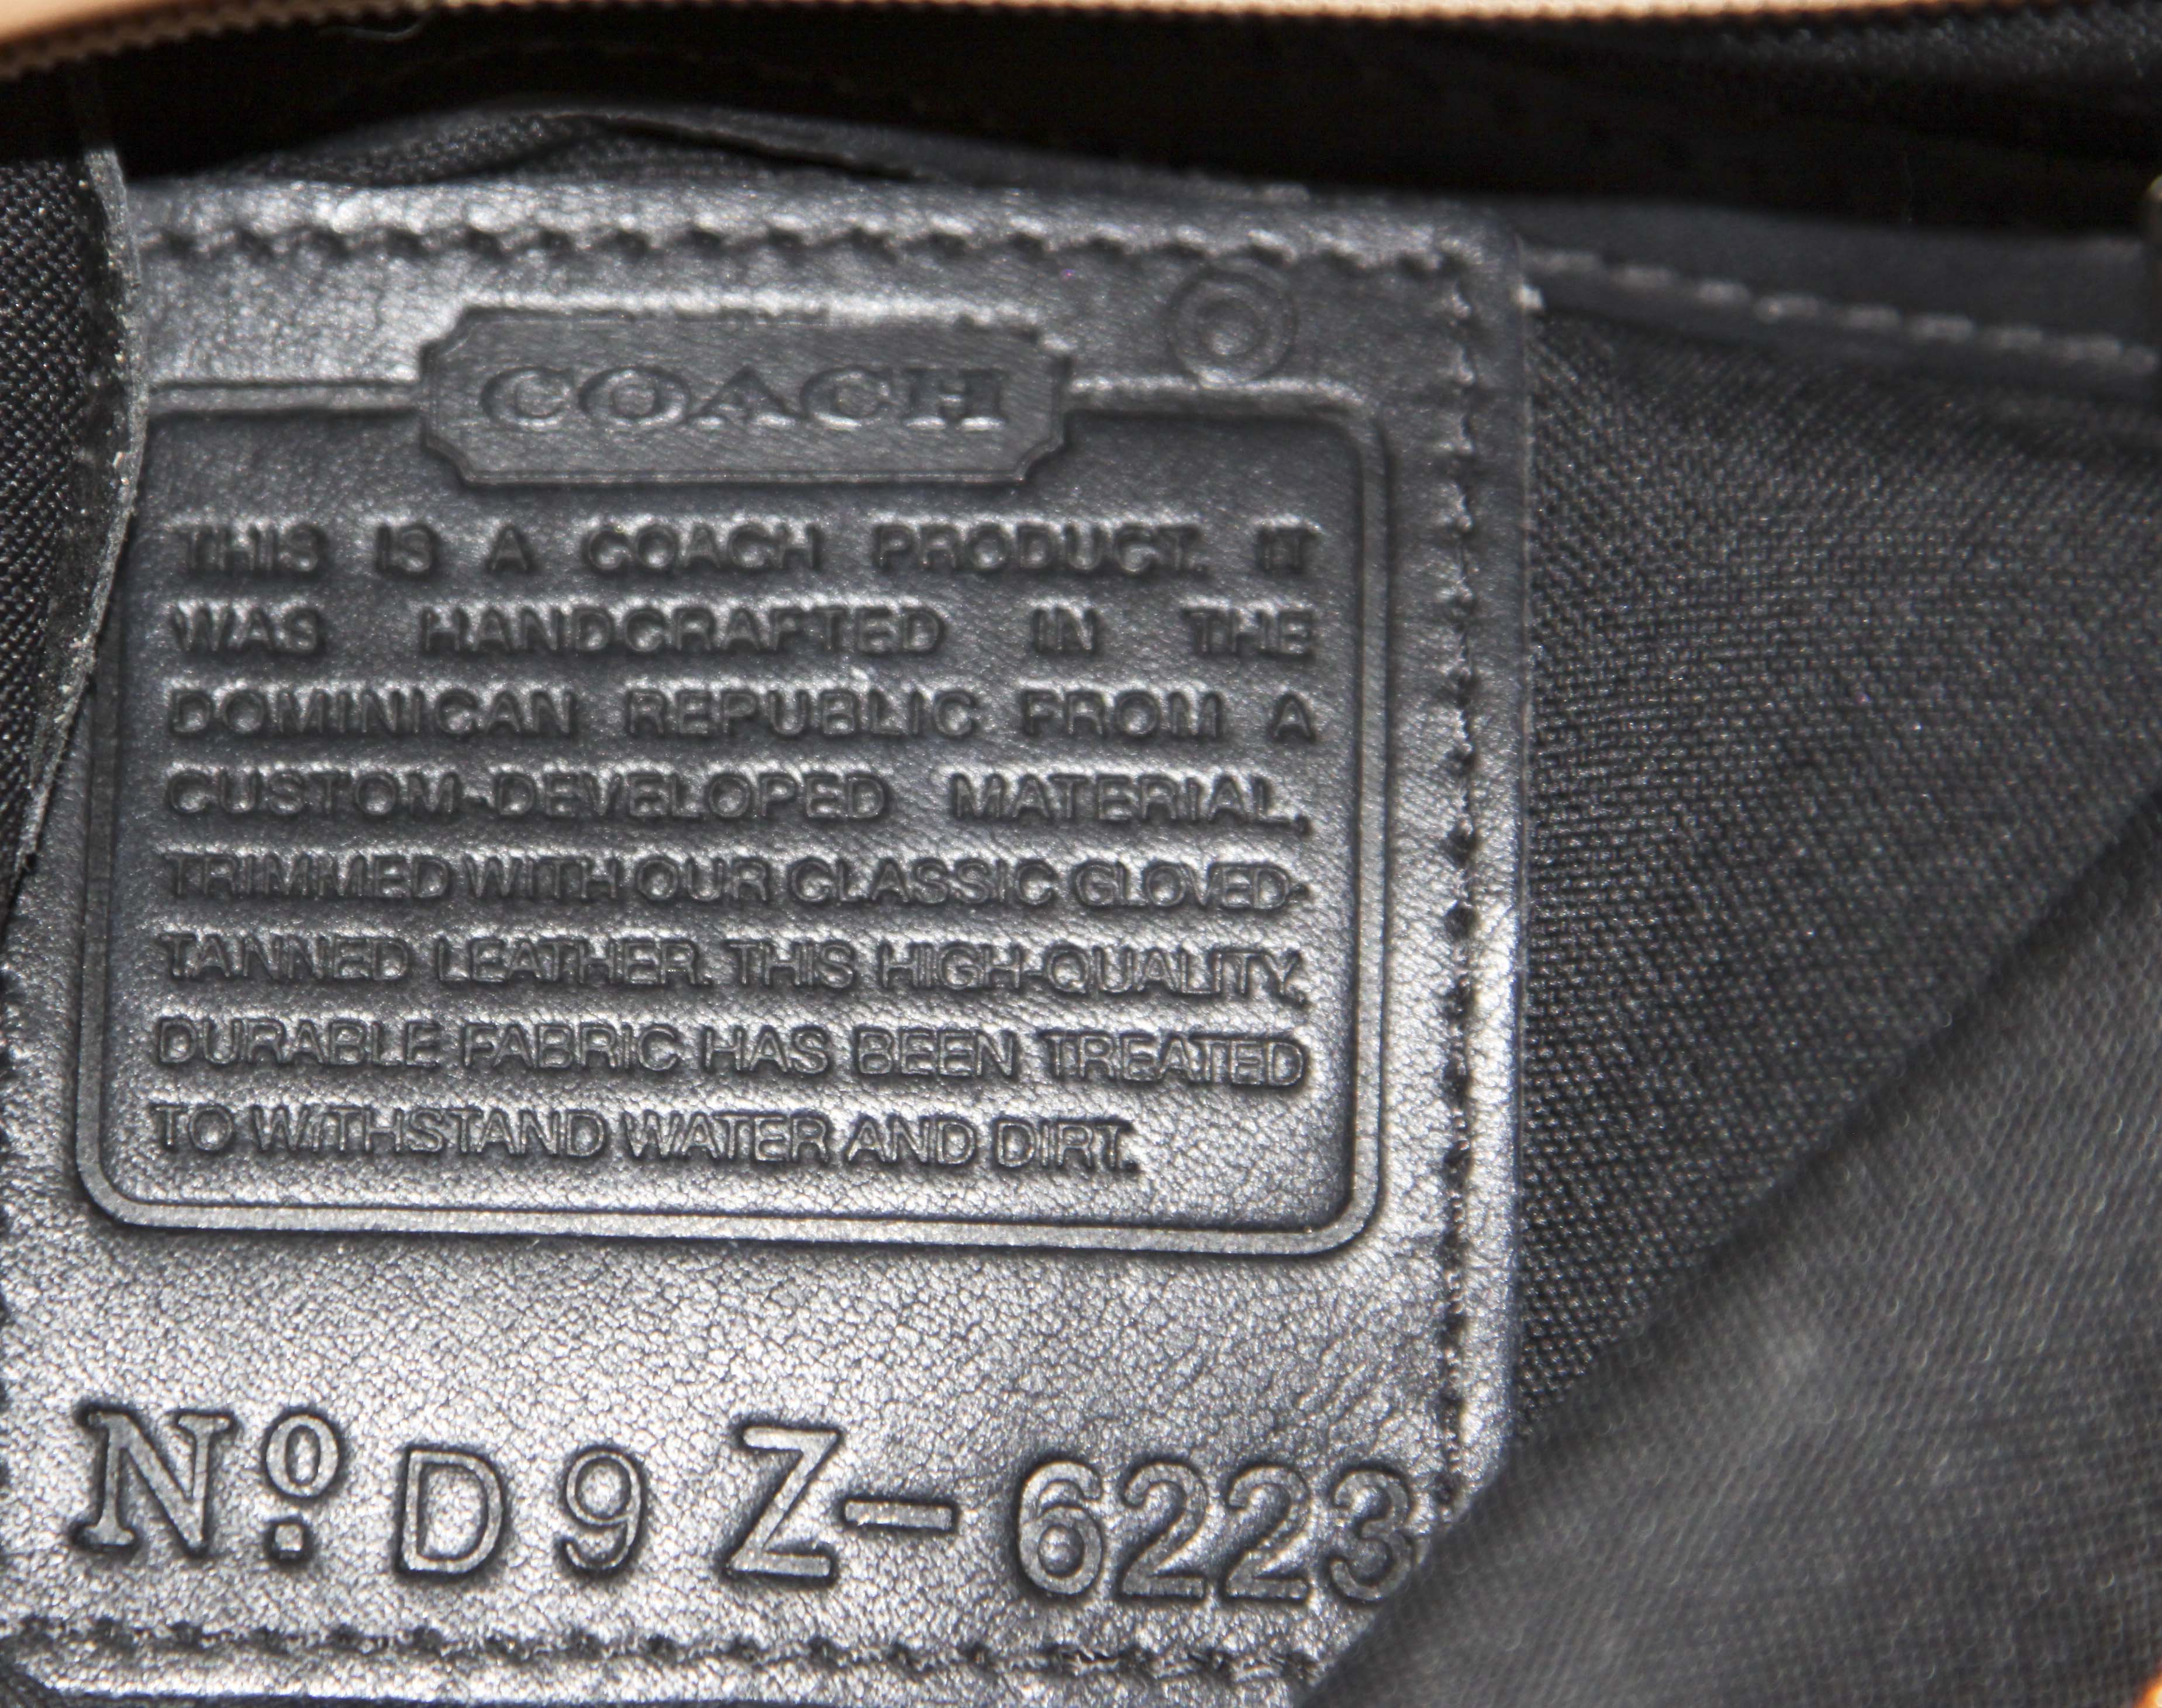 COACH
THIS IS A COACH PRODUCT. IT
WAS HANDCRAFTED IN THE
DOMINICAN REPUBLIC FROM A
CUSTOM-DEVELOPED MATERIAL,
TRIMMED WITH OUR CLASSIC GLOVED-
TANNED LEATHER. THIS HIGH-QUALITY,
DURABLE FABRIC HAS BEEN TREATED
TO WITHSTAND WATER AND DIRT.
Nº D9Z-6223